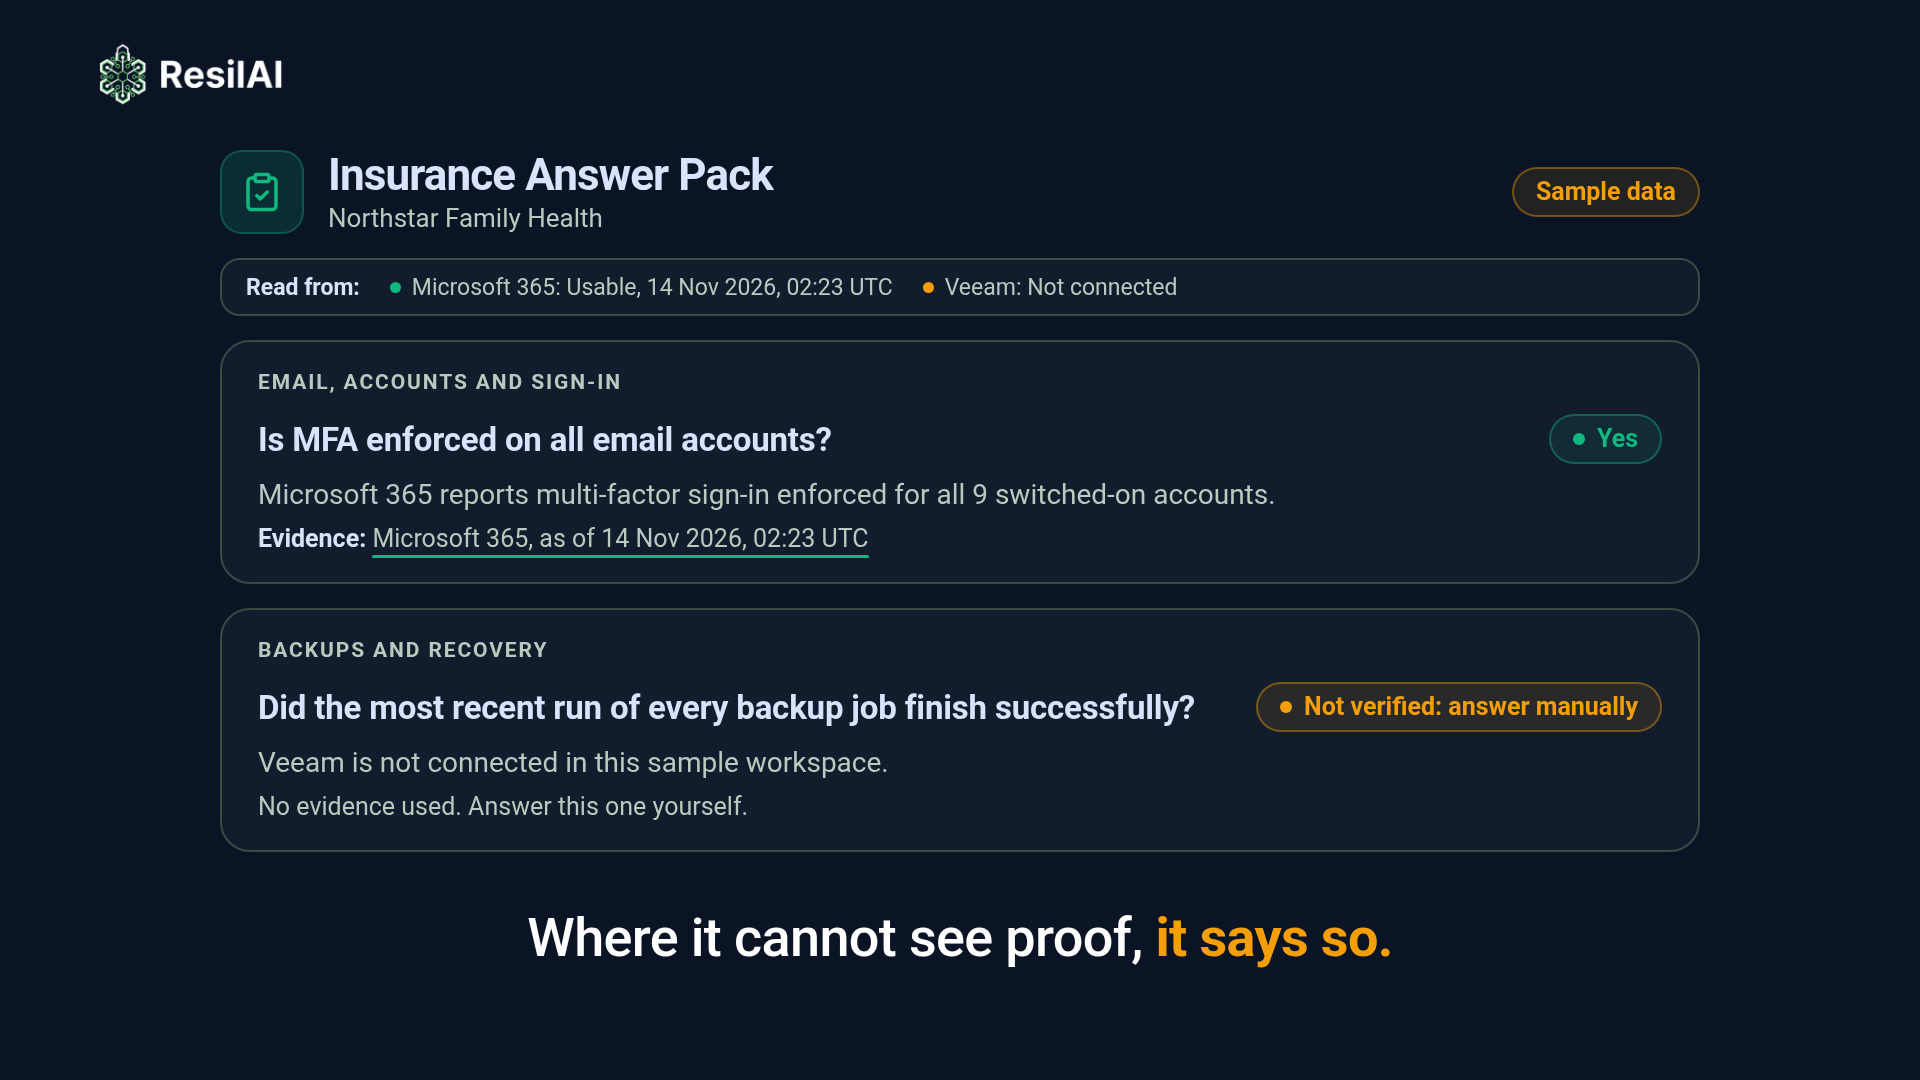 ResilAI
Insurance Answer Pack
Northstar Family Health
Sample data
Read from: Microsoft 365: Usable, 14 Nov 2026, 02:23 UTC Veeam: Not connected
EMAIL, ACCOUNTS AND SIGN-IN
Is MFA enforced on all email accounts?
Yes
Microsoft 365 reports multi-factor sign-in enforced for all 9 switched-on accounts.
Evidence: Microsoft 365, as of 14 Nov 2026, 02:23 UTC
BACKUPS AND RECOVERY
Did the most recent run of every backup job finish successfully?
Not verified: answer manually
Veeam is not connected in this sample workspace.
No evidence used. Answer this one yourself.
Where it cannot see proof, it says so.